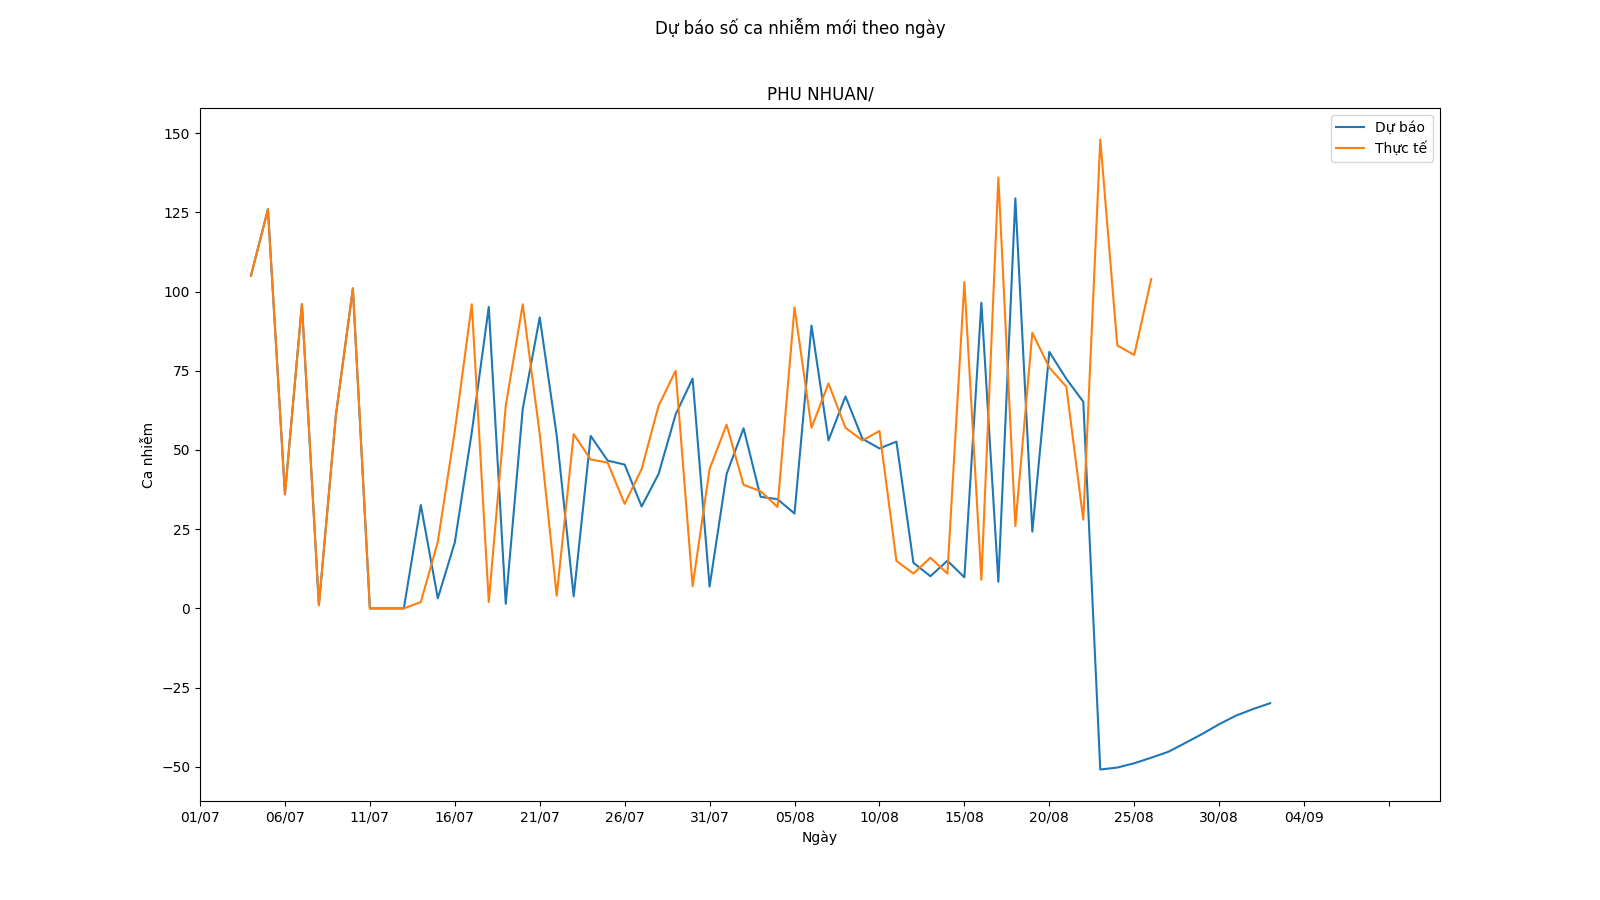 Dự báo số ca nhiễm mới theo ngày
PHU NHUAN/
Dự báo
Thực tế
150
125
100
75
50
25
0
−25
−50
Ca nhiễm
01/07 06/07 11/07 16/07 21/07 26/07 31/07 05/08 10/08 15/08 20/08 25/08 30/08 04/09
Ngày